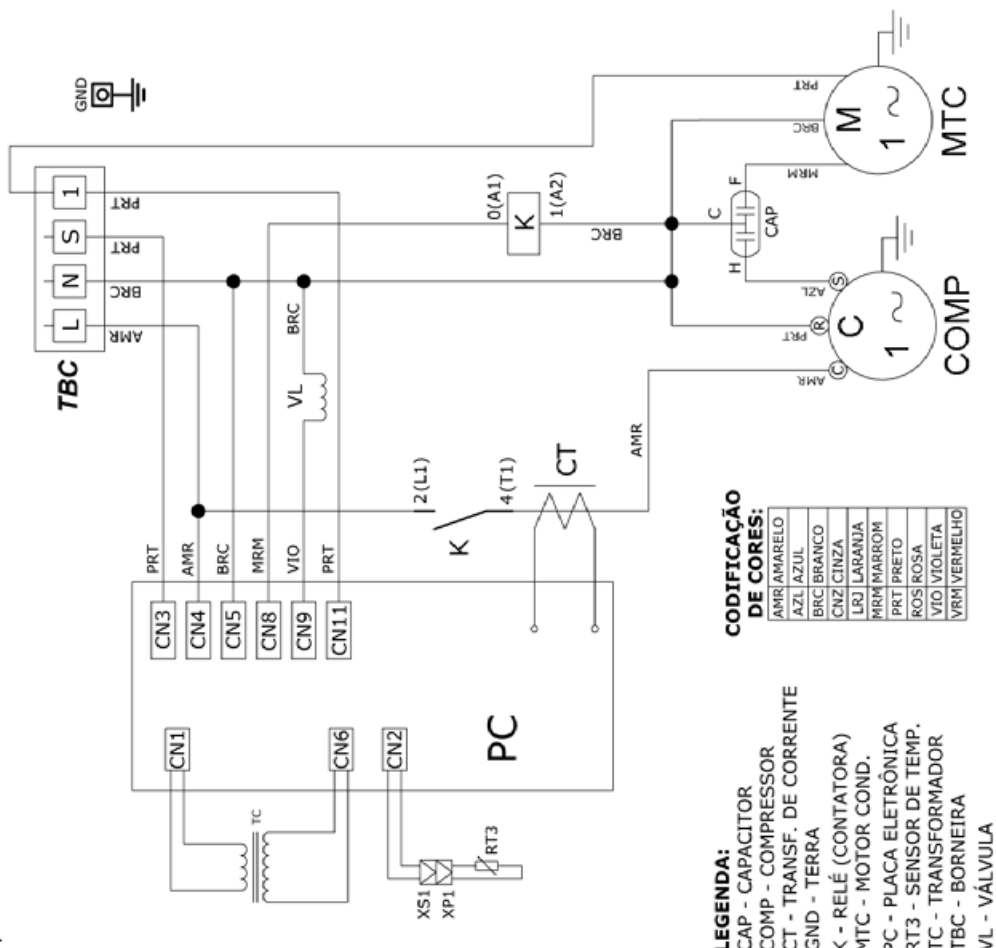 GND
TBC
L
N
S
1
AMR
BRC
PRT
PRT
PRT
AMR
BRC
MRM
VIO
PRT
CN3
CN4
CN5
CN8
CN9
CN11
CN1
CN6
CN2
PC
TC
XS1
XP1
RT3
VL
BRC
2(L1)
K
4(T1)
CT
AMR
0(A1)
K
1(A2)
BRC
H
C
F
CAP
AZL
PRT
AMR
MRM
BRC
PRT
S
R
C
C
1
COMP
M
1
MTC
CODIFICAÇÃO
DE CORES:
AMR AMARELO
AZL AZUL
BRC BRANCO
CNZ CINZA
LRJ LARANJA
MRM MARROM
PRT PRETO
ROS ROSA
VIO VIOLETA
VRM VERMELHO
LEGENDA:
CAP - CAPACITOR
COMP - COMPRESSOR
CT - TRANSF. DE CORRENTE
GND - TERRA
K - RELÉ (CONTATORA)
MTC - MOTOR COND.
PC - PLACA ELETRÔNICA
RT3 - SENSOR DE TEMP.
TC - TRANSFORMADOR
TBC - BORNEIRA
VL - VÁLVULA